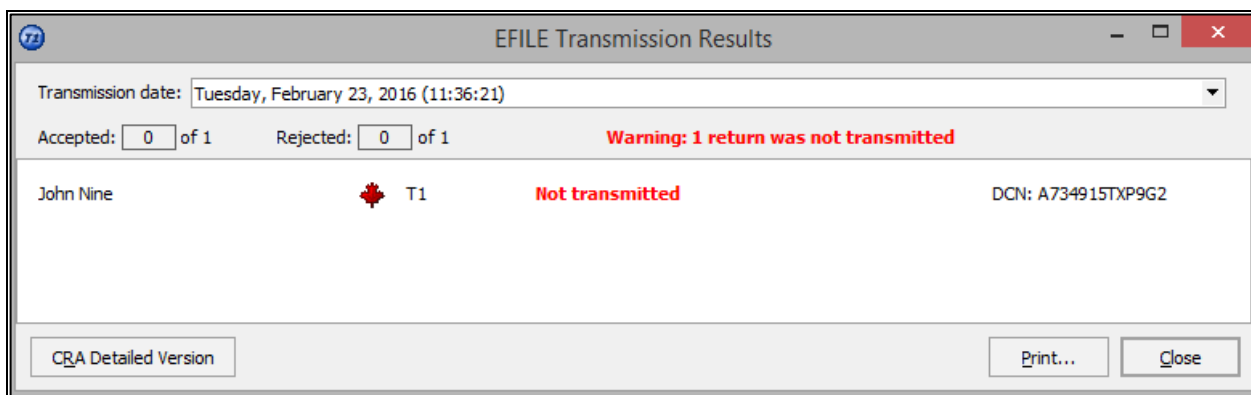 T1 EFILE Transmission Results
Transmission date: Tuesday, February 23, 2016 (11:36:21)
Accepted: 0 of 1 Rejected: 0 of 1 Warning: 1 return was not transmitted
John Nine T1 Not transmitted DCN: A734915TXP9G2
CRA Detailed Version Print... Close